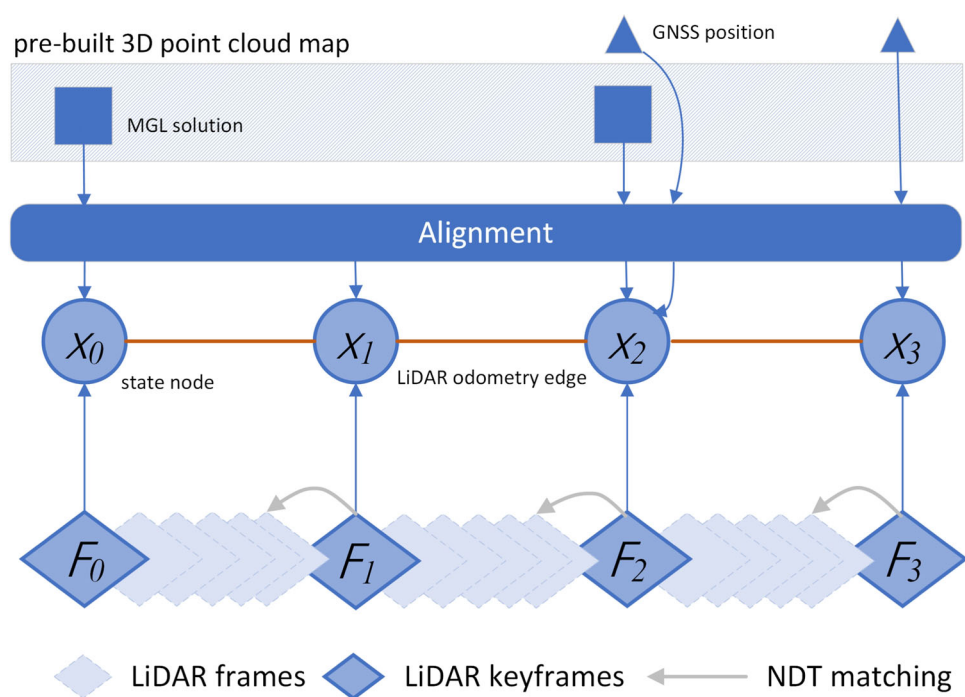 GNSS position
pre-built 3D point cloud map
MGL solution
Alignment
X0 X1 X2 X3
state node
LiDAR odometry edge
F0 F1 F2 F3
LiDAR frames
LiDAR keyframes
NDT matching